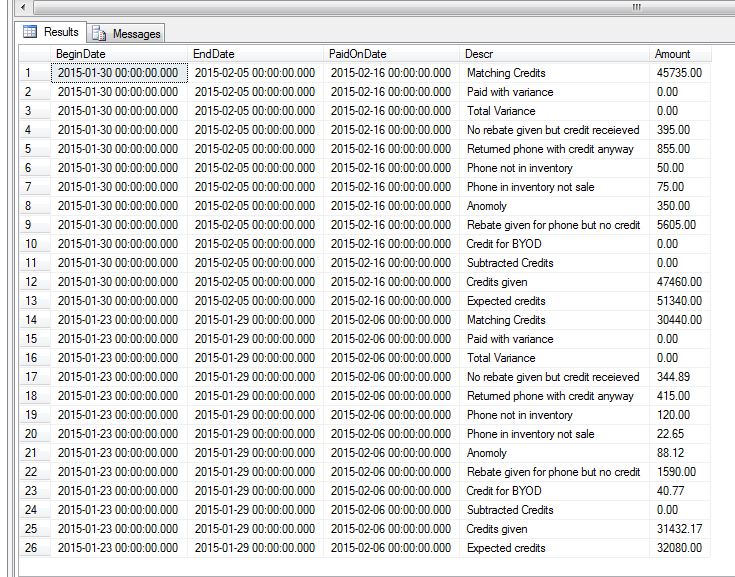 Results Messages
BeginDate EndDate PaidOnDate Descr Amount
1 2015-01-30 00:00:00.000 2015-02-05 00:00:00.000 2015-02-16 00:00:00.000 Matching Credits 45735.00
2 2015-01-30 00:00:00.000 2015-02-05 00:00:00.000 2015-02-16 00:00:00.000 Paid with variance 0.00
3 2015-01-30 00:00:00.000 2015-02-05 00:00:00.000 2015-02-16 00:00:00.000 Total Variance 0.00
4 2015-01-30 00:00:00.000 2015-02-05 00:00:00.000 2015-02-16 00:00:00.000 No rebate given but credit receieved 395.00
5 2015-01-30 00:00:00.000 2015-02-05 00:00:00.000 2015-02-16 00:00:00.000 Returned phone with credit anyway 855.00
6 2015-01-30 00:00:00.000 2015-02-05 00:00:00.000 2015-02-16 00:00:00.000 Phone not in inventory 50.00
7 2015-01-30 00:00:00.000 2015-02-05 00:00:00.000 2015-02-16 00:00:00.000 Phone in inventory not sale 75.00
8 2015-01-30 00:00:00.000 2015-02-05 00:00:00.000 2015-02-16 00:00:00.000 Anomoly 350.00
9 2015-01-30 00:00:00.000 2015-02-05 00:00:00.000 2015-02-16 00:00:00.000 Rebate given for phone but no credit 5605.00
10 2015-01-30 00:00:00.000 2015-02-05 00:00:00.000 2015-02-16 00:00:00.000 Credit for BYOD 0.00
11 2015-01-30 00:00:00.000 2015-02-05 00:00:00.000 2015-02-16 00:00:00.000 Subtracted Credits 0.00
12 2015-01-30 00:00:00.000 2015-02-05 00:00:00.000 2015-02-16 00:00:00.000 Credits given 47460.00
13 2015-01-30 00:00:00.000 2015-02-05 00:00:00.000 2015-02-16 00:00:00.000 Expected credits 51340.00
14 2015-01-23 00:00:00.000 2015-01-29 00:00:00.000 2015-02-06 00:00:00.000 Matching Credits 30440.00
15 2015-01-23 00:00:00.000 2015-01-29 00:00:00.000 2015-02-06 00:00:00.000 Paid with variance 0.00
16 2015-01-23 00:00:00.000 2015-01-29 00:00:00.000 2015-02-06 00:00:00.000 Total Variance 0.00
17 2015-01-23 00:00:00.000 2015-01-29 00:00:00.000 2015-02-06 00:00:00.000 No rebate given but credit receieved 344.89
18 2015-01-23 00:00:00.000 2015-01-29 00:00:00.000 2015-02-06 00:00:00.000 Returned phone with credit anyway 415.00
19 2015-01-23 00:00:00.000 2015-01-29 00:00:00.000 2015-02-06 00:00:00.000 Phone not in inventory 120.00
20 2015-01-23 00:00:00.000 2015-01-29 00:00:00.000 2015-02-06 00:00:00.000 Phone in inventory not sale 22.65
21 2015-01-23 00:00:00.000 2015-01-29 00:00:00.000 2015-02-06 00:00:00.000 Anomoly 88.12
22 2015-01-23 00:00:00.000 2015-01-29 00:00:00.000 2015-02-06 00:00:00.000 Rebate given for phone but no credit 1590.00
23 2015-01-23 00:00:00.000 2015-01-29 00:00:00.000 2015-02-06 00:00:00.000 Credit for BYOD 40.77
24 2015-01-23 00:00:00.000 2015-01-29 00:00:00.000 2015-02-06 00:00:00.000 Subtracted Credits 0.00
25 2015-01-23 00:00:00.000 2015-01-29 00:00:00.000 2015-02-06 00:00:00.000 Credits given 31432.17
26 2015-01-23 00:00:00.000 2015-01-29 00:00:00.000 2015-02-06 00:00:00.000 Expected credits 32080.00